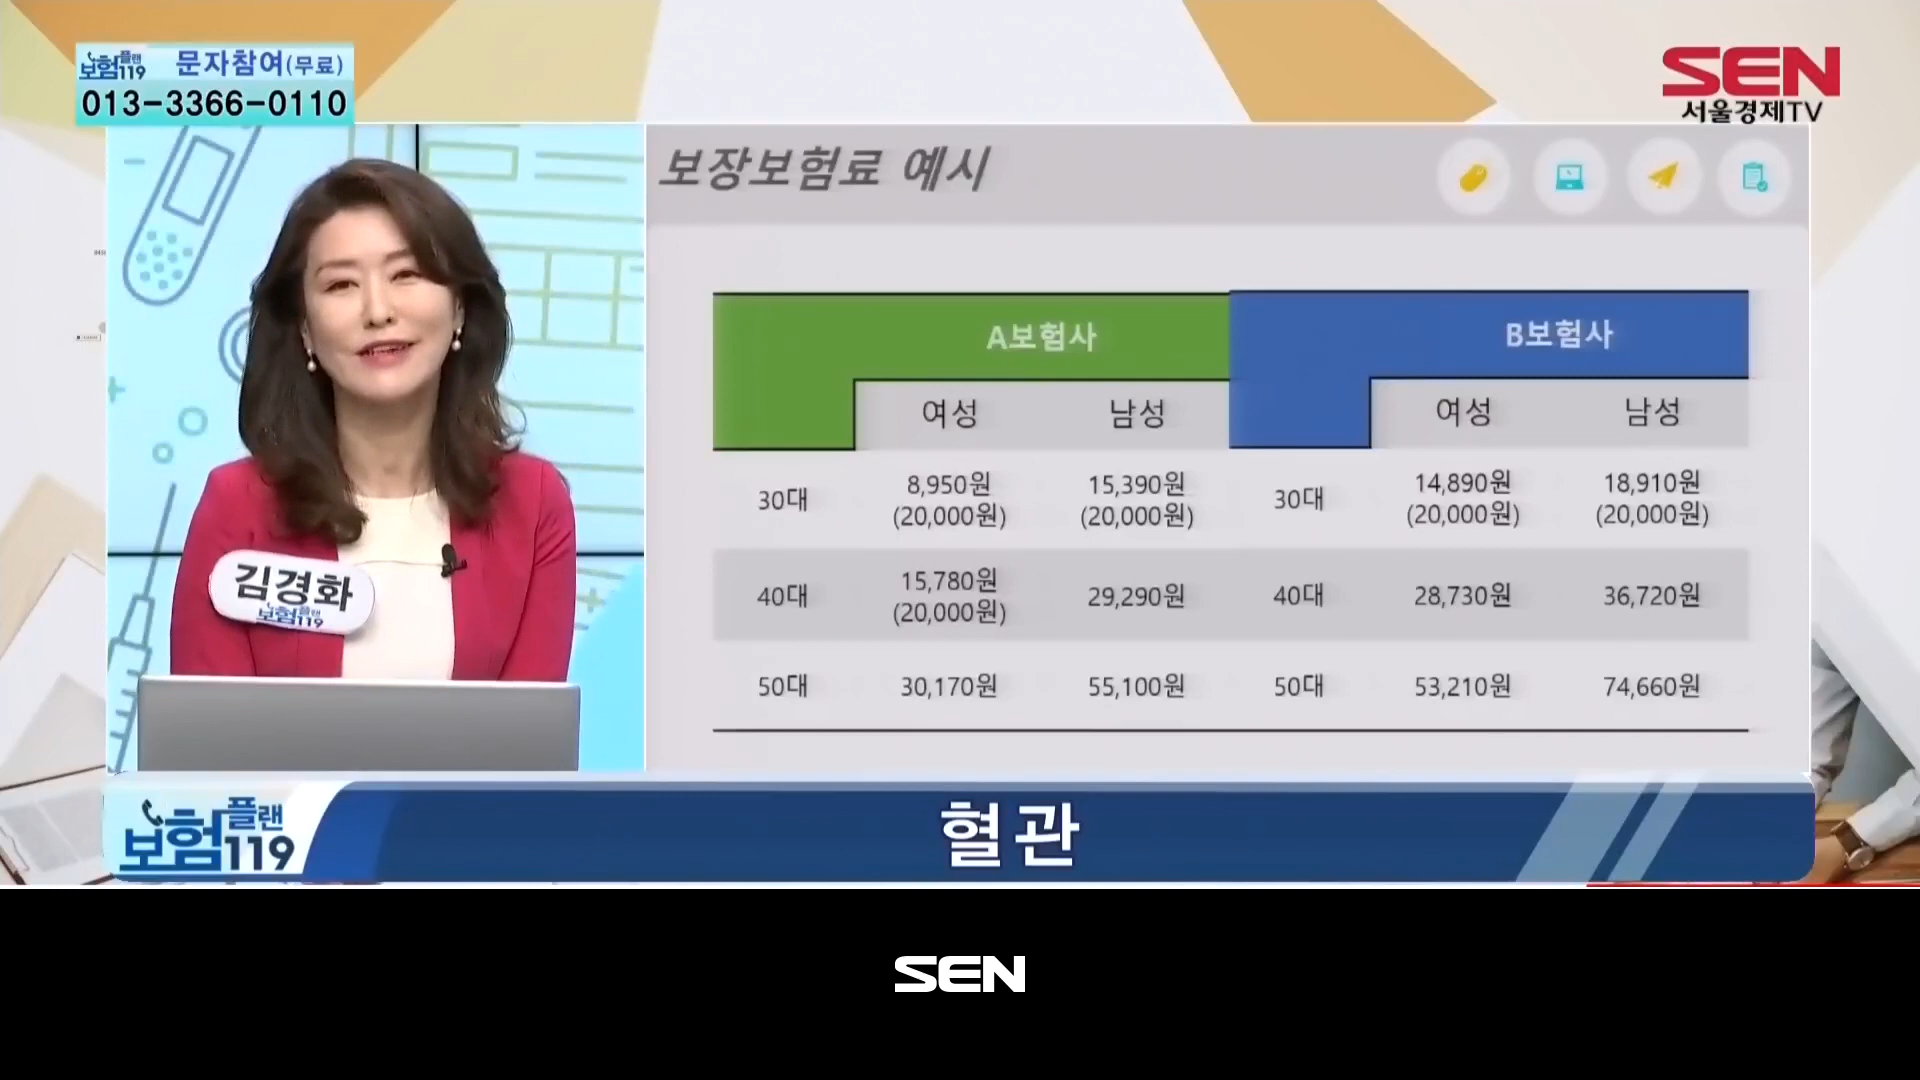 보험플랜119 문자참여(무료)
013-3366-0110
SEN
서울경제TV
보장보험료 예시
A보험사 B보험사
여성 남성 여성 남성
30대 8,950원 (20,000원) 15,390원 (20,000원) 30대 14,890원 (20,000원) 18,910원 (20,000원)
40대 15,780원 (20,000원) 29,290원 40대 28,730원 36,720원
50대 30,170원 55,100원 50대 53,210원 74,660원
김경화
보험플랜119
보험플랜119
혈관
SEN